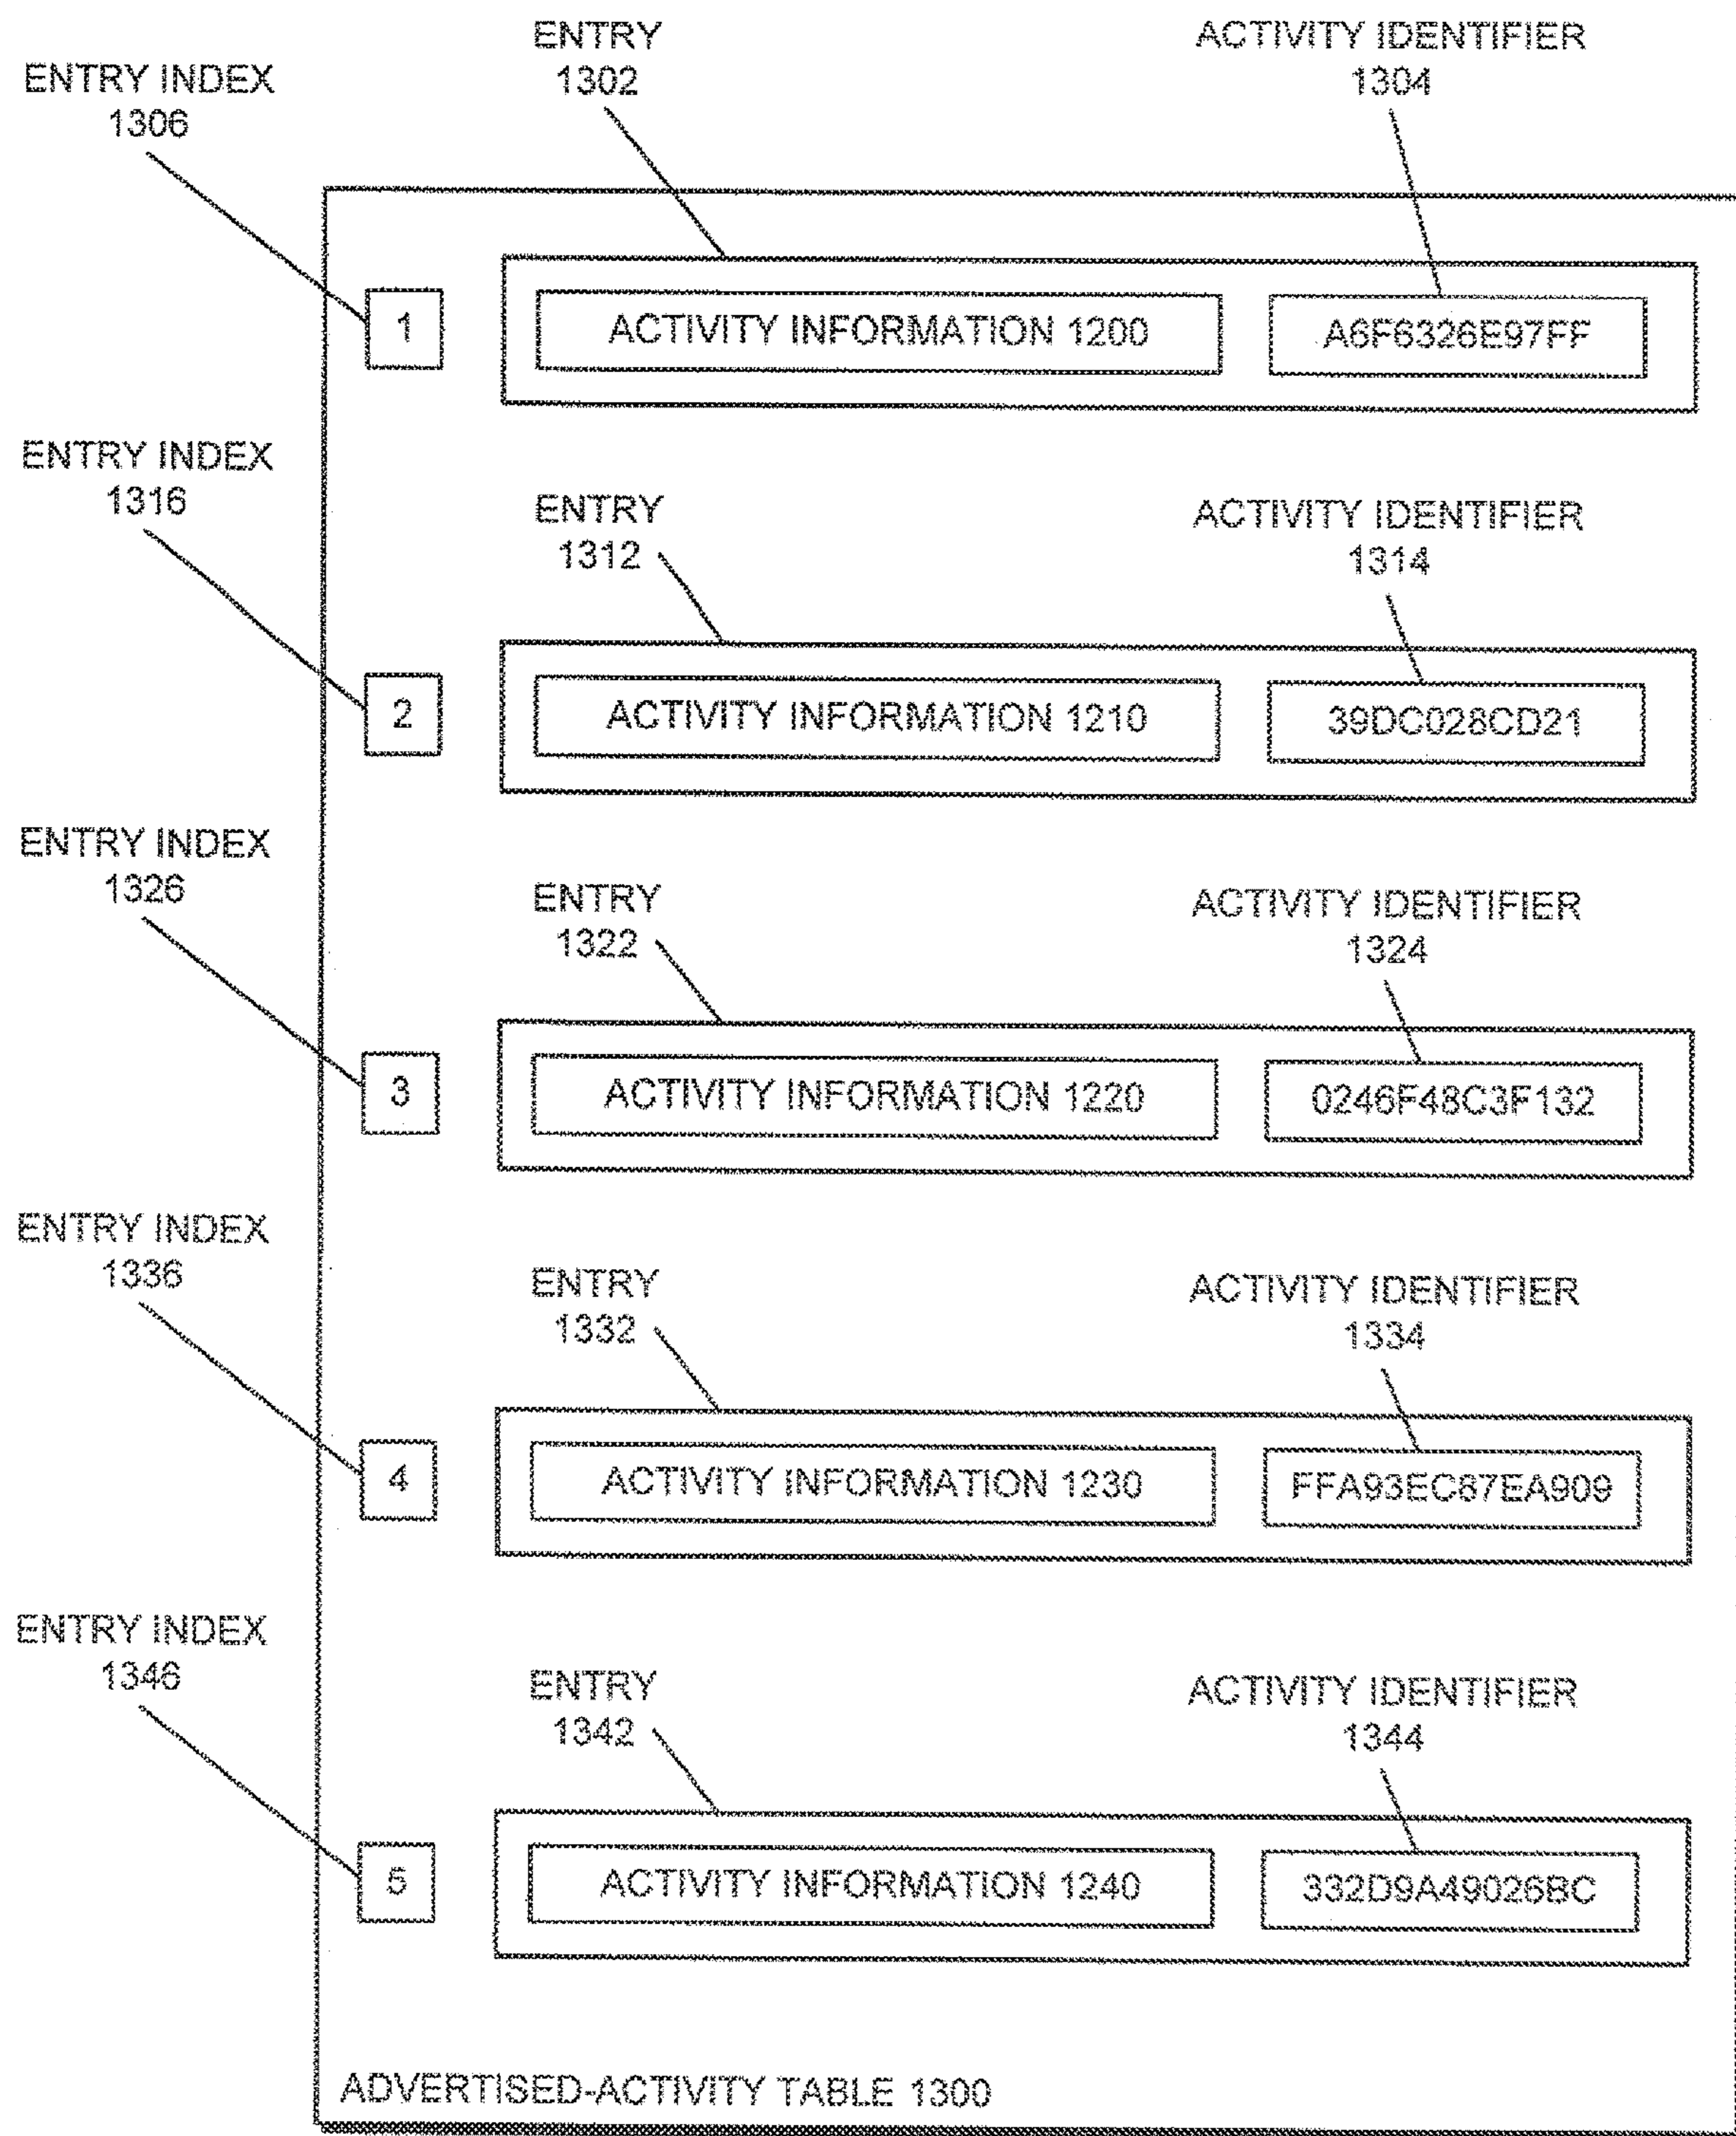 ENTRY INDEX
1306
ENTRY
1302
ACTIVITY IDENTIFIER
1304
1
ACTIVITY INFORMATION 1200
A6F6326E97FF
ENTRY INDEX
1316
ENTRY
1312
ACTIVITY IDENTIFIER
1314
2
ACTIVITY INFORMATION 1210
39DC028CD21
ENTRY INDEX
1326
ENTRY
1322
ACTIVITY IDENTIFIER
1324
3
ACTIVITY INFORMATION 1220
0246F48C3F132
ENTRY INDEX
1336
ENTRY
1332
ACTIVITY IDENTIFIER
1334
4
ACTIVITY INFORMATION 1230
FFA93EC87EA909
ENTRY INDEX
1346
ENTRY
1342
ACTIVITY IDENTIFIER
1344
5
ACTIVITY INFORMATION 1240
332D9A49026BC
ADVERTISED-ACTIVITY TABLE 1300